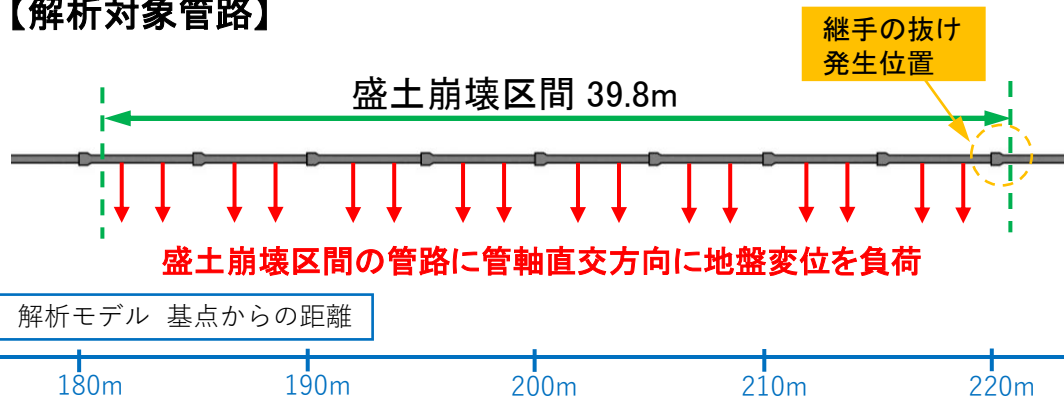 【解析対象管路】
継手の抜け
発生位置
盛土崩壊区間 39.8m
盛土崩壊区間の管路に管軸直交方向に地盤変位を負荷
解析モデル 基点からの距離
180m 190m 200m 210m 220m